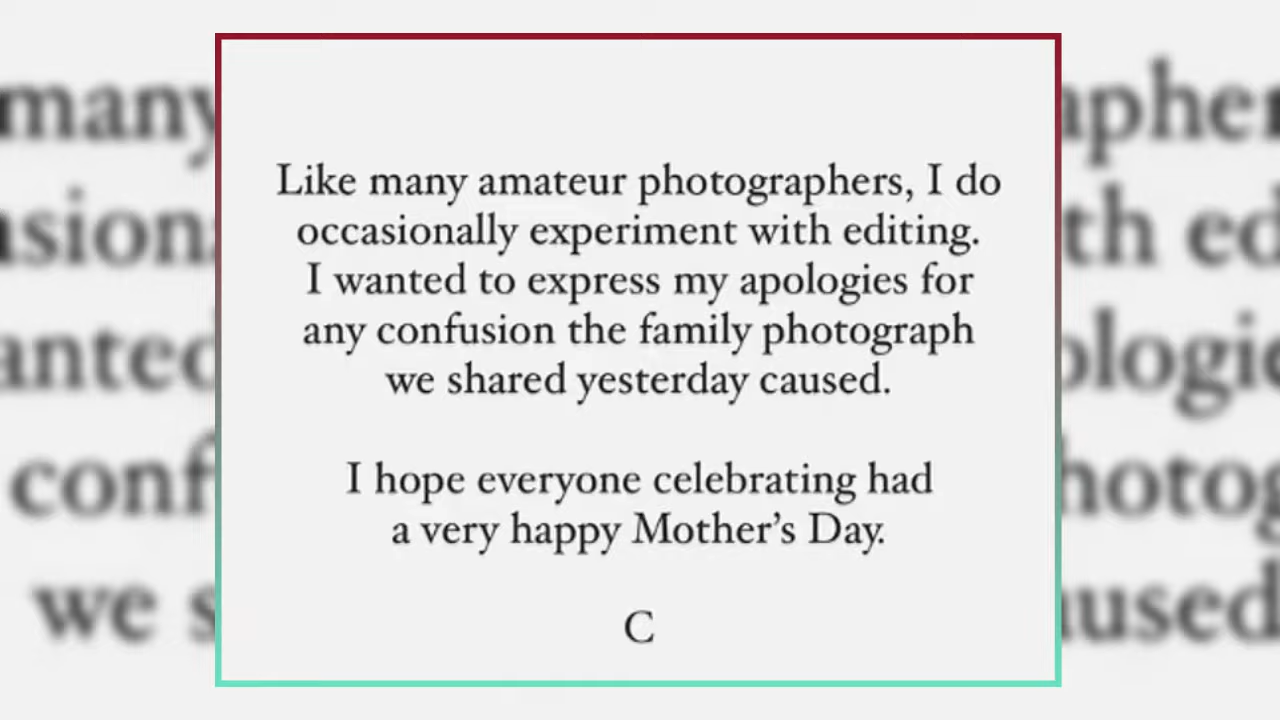 Like many amateur photographers, I do
occasionally experiment with editing.
I wanted to express my apologies for
any confusion the family photograph
we shared yesterday caused.
I hope everyone celebrating had
a very happy Mother’s Day.
C